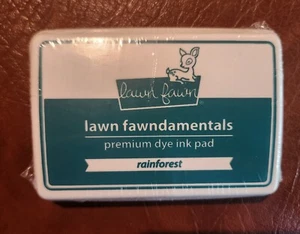 lawn fawn
lawn fawndamentals
premium dye ink pad
rainforest